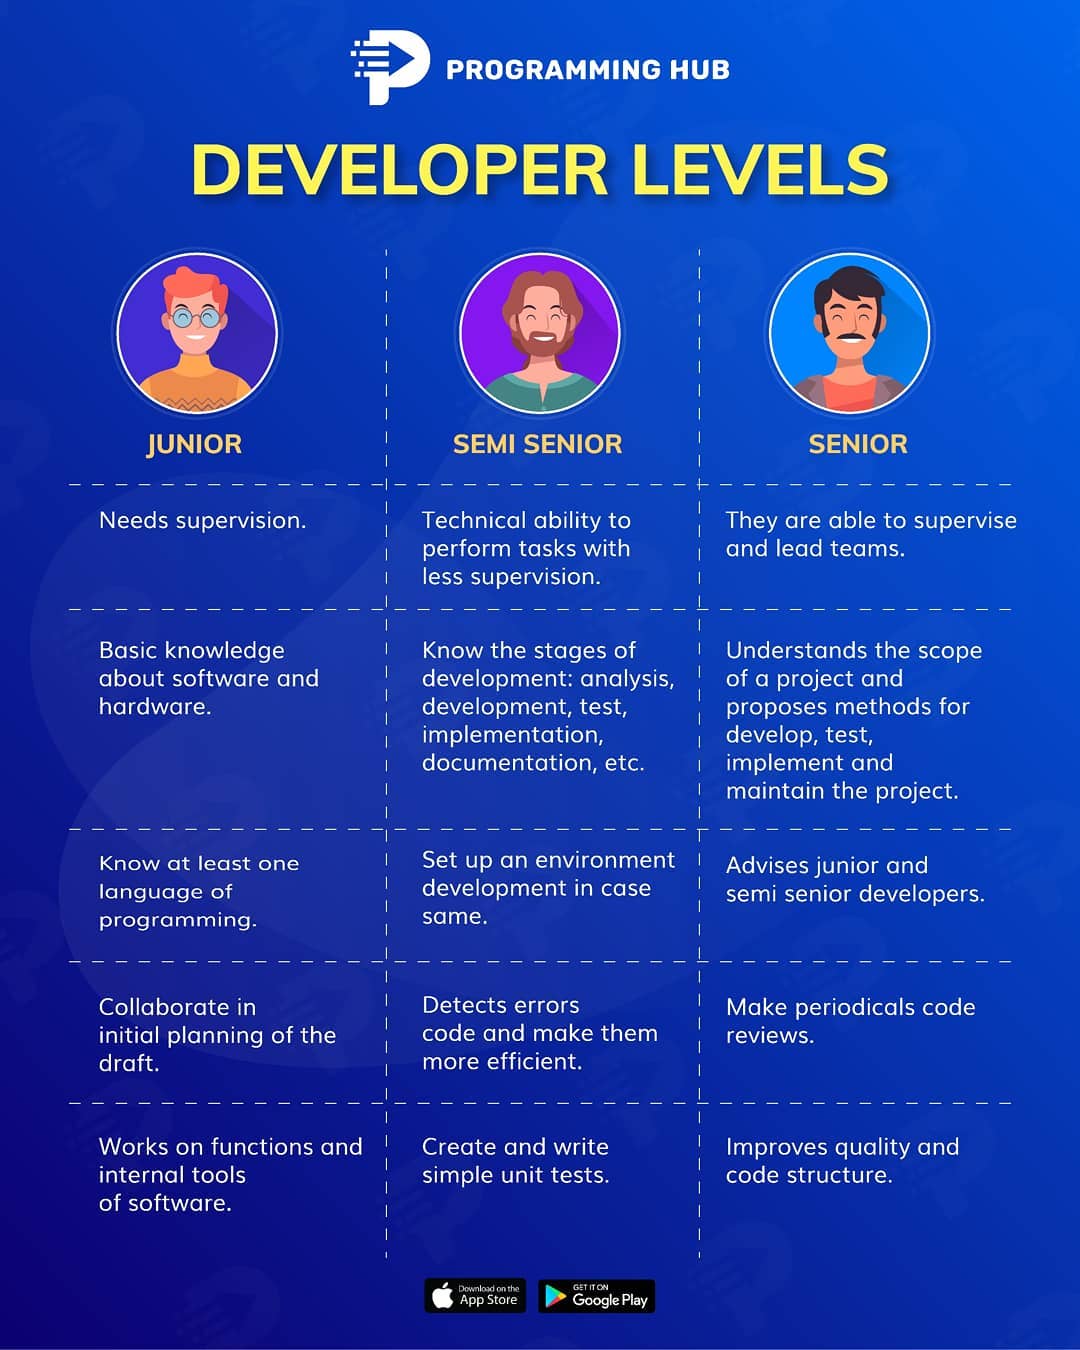 PROGRAMMING HUB
DEVELOPER LEVELS
JUNIOR
SEMI SENIOR
SENIOR
Needs supervision.
Technical ability to
perform tasks with
less supervision.
They are able to supervise
and lead teams.
Basic knowledge
about software and
hardware.
Know the stages of
development: analysis,
development, test,
implementation,
documentation, etc.
Understands the scope
of a project and
proposes methods for
develop, test,
implement and
maintain the project.
Know at least one
language of
programming.
Set up an environment
development in case
same.
Advises junior and
semi senior developers.
Collaborate in
initial planning of the
draft.
Detects errors
code and make them
more efficient.
Make periodicals code
reviews.
Works on functions and
internal tools
of software.
Create and write
simple unit tests.
Improves quality and
code structure.
Download on the
App Store
GET IT ON
Google Play